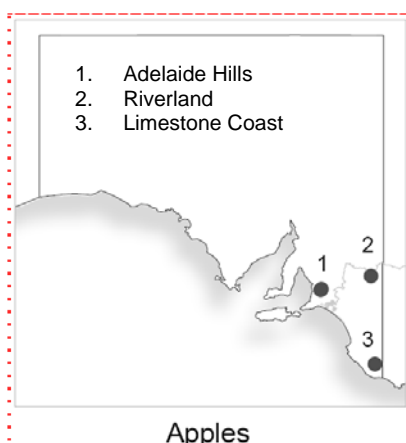 1. Adelaide Hills
2. Riverland
3. Limestone Coast
2
1
3
Apples